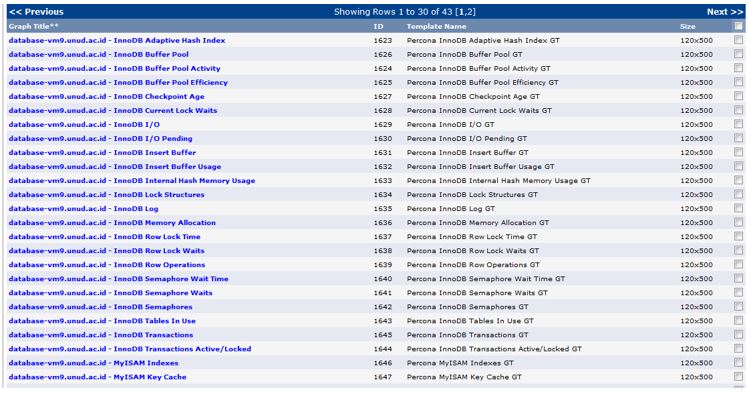 << Previous Showing Rows 1 to 30 of 43 [1,2] Next >>
Graph Title** ID Template Name Size
database-vm9.unud.ac.id - InnoDB Adaptive Hash Index 1623 Percona InnoDB Adaptive Hash Index GT 120x500
database-vm9.unud.ac.id - InnoDB Buffer Pool 1626 Percona InnoDB Buffer Pool GT 120x500
database-vm9.unud.ac.id - InnoDB Buffer Pool Activity 1624 Percona InnoDB Buffer Pool Activity GT 120x500
database-vm9.unud.ac.id - InnoDB Buffer Pool Efficiency 1625 Percona InnoDB Buffer Pool Efficiency GT 120x500
database-vm9.unud.ac.id - InnoDB Checkpoint Age 1627 Percona InnoDB Checkpoint Age GT 120x500
database-vm9.unud.ac.id - InnoDB Current Lock Waits 1628 Percona InnoDB Current Lock Waits GT 120x500
database-vm9.unud.ac.id - InnoDB I/O 1629 Percona InnoDB I/O GT 120x500
database-vm9.unud.ac.id - InnoDB I/O Pending 1630 Percona InnoDB I/O Pending GT 120x500
database-vm9.unud.ac.id - InnoDB Insert Buffer 1631 Percona InnoDB Insert Buffer GT 120x500
database-vm9.unud.ac.id - InnoDB Insert Buffer Usage 1632 Percona InnoDB Insert Buffer Usage GT 120x500
database-vm9.unud.ac.id - InnoDB Internal Hash Memory Usage 1633 Percona InnoDB Internal Hash Memory Usage GT 120x500
database-vm9.unud.ac.id - InnoDB Lock Structures 1634 Percona InnoDB Lock Structures GT 120x500
database-vm9.unud.ac.id - InnoDB Log 1635 Percona InnoDB Log GT 120x500
database-vm9.unud.ac.id - InnoDB Memory Allocation 1636 Percona InnoDB Memory Allocation GT 120x500
database-vm9.unud.ac.id - InnoDB Row Lock Time 1637 Percona InnoDB Row Lock Time GT 120x500
database-vm9.unud.ac.id - InnoDB Row Lock Waits 1638 Percona InnoDB Row Lock Waits GT 120x500
database-vm9.unud.ac.id - InnoDB Row Operations 1639 Percona InnoDB Row Operations GT 120x500
database-vm9.unud.ac.id - InnoDB Semaphore Wait Time 1640 Percona InnoDB Semaphore Wait Time GT 120x500
database-vm9.unud.ac.id - InnoDB Semaphore Waits 1641 Percona InnoDB Semaphore Waits GT 120x500
database-vm9.unud.ac.id - InnoDB Semaphores 1642 Percona InnoDB Semaphores GT 120x500
database-vm9.unud.ac.id - InnoDB Tables In Use 1643 Percona InnoDB Tables In Use GT 120x500
database-vm9.unud.ac.id - InnoDB Transactions 1645 Percona InnoDB Transactions GT 120x500
database-vm9.unud.ac.id - InnoDB Transactions Active/Locked 1644 Percona InnoDB Transactions Active/Locked GT 120x500
database-vm9.unud.ac.id - MyISAM Indexes 1646 Percona MyISAM Indexes GT 120x500
database-vm9.unud.ac.id - MyISAM Key Cache 1647 Percona MyISAM Key Cache GT 120x500